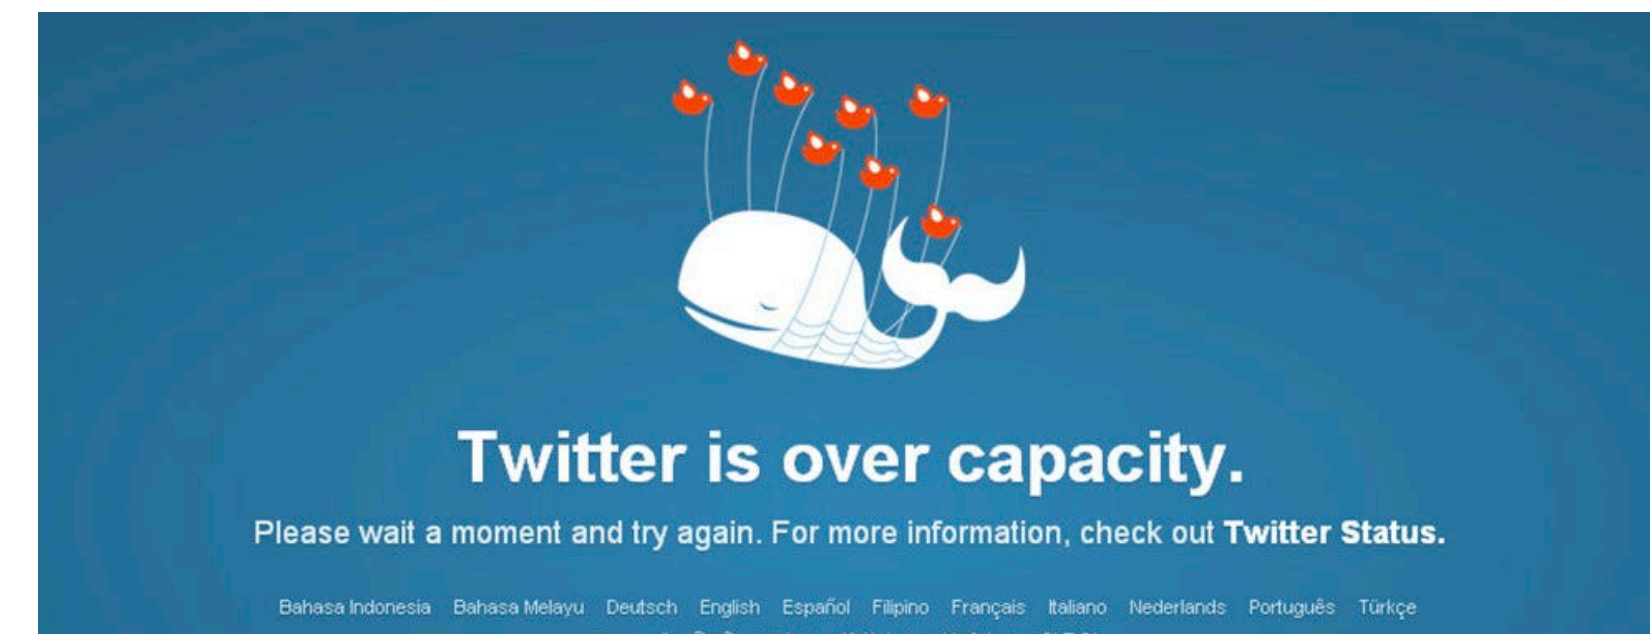 Twitter is over capacity.
Please wait a moment and try again. For more information, check out Twitter Status.
Bahasa Indonesia Bahasa Melayu Deutsch English Español Filipino Français Italiano Nederlands Português Türkçe